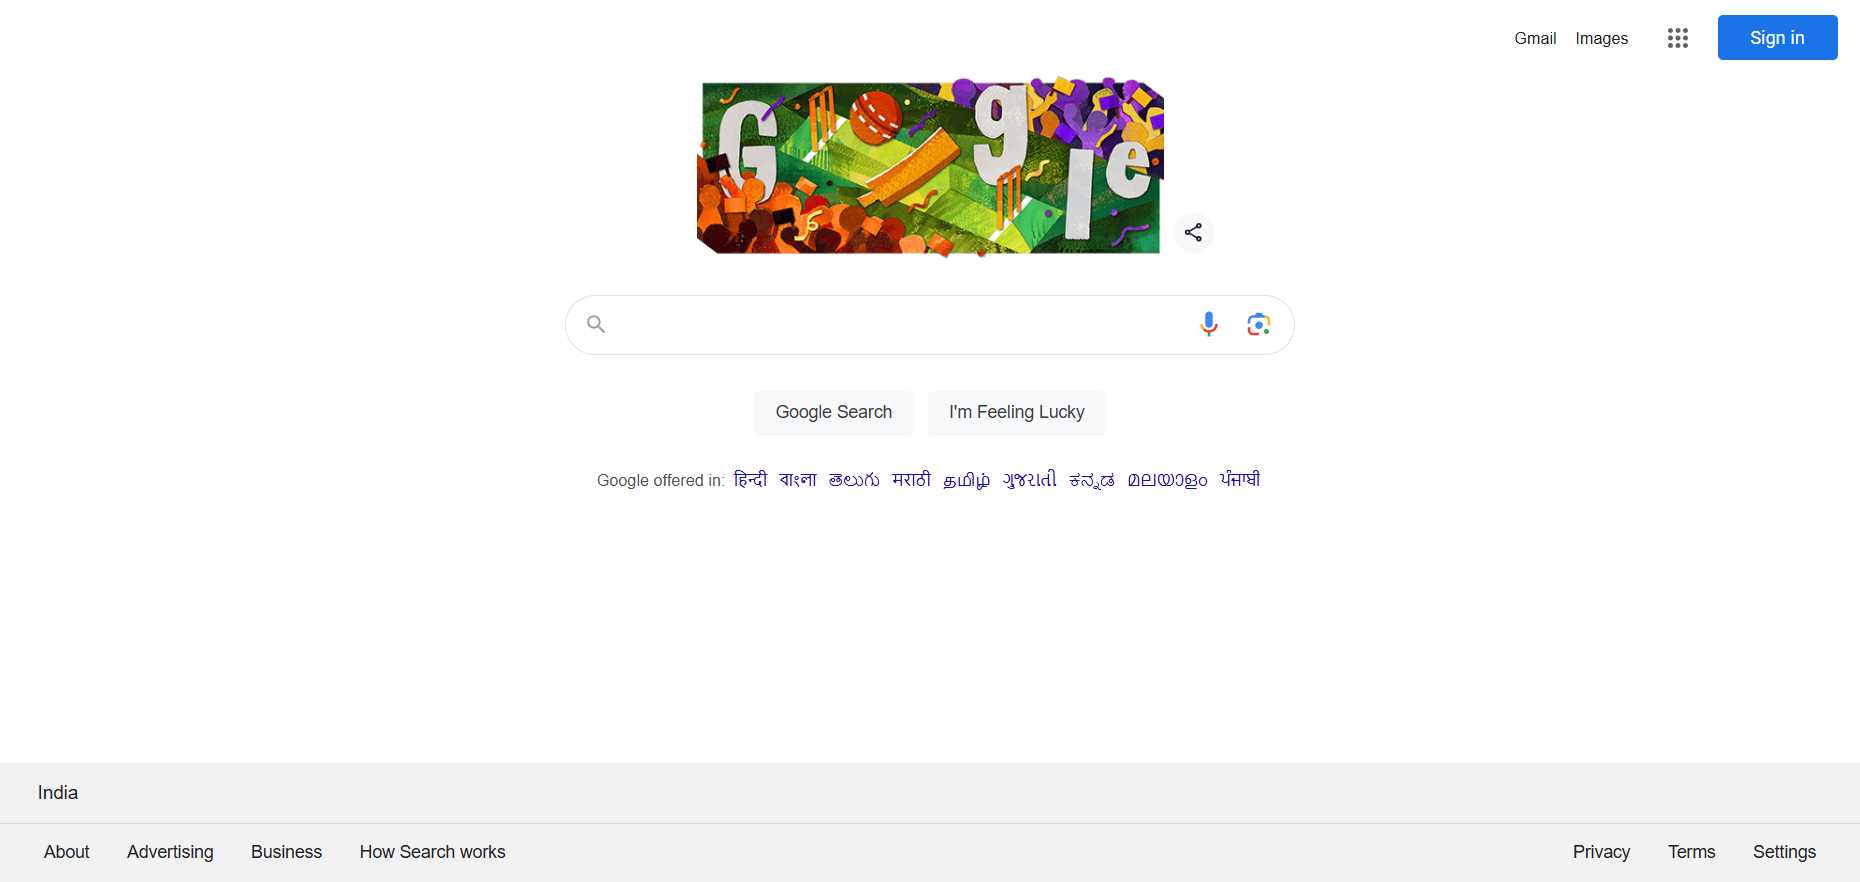 Gmail Images Sign in
G gle
Google Search I'm Feeling Lucky
Google offered in: हिन्दी বাংলা తెలుగు मराठी தமிழ் ગુજરાતી ಕನ್ನಡ മലയാളം ਪੰਜਾਬੀ
India
About Advertising Business How Search works Privacy Terms Settings